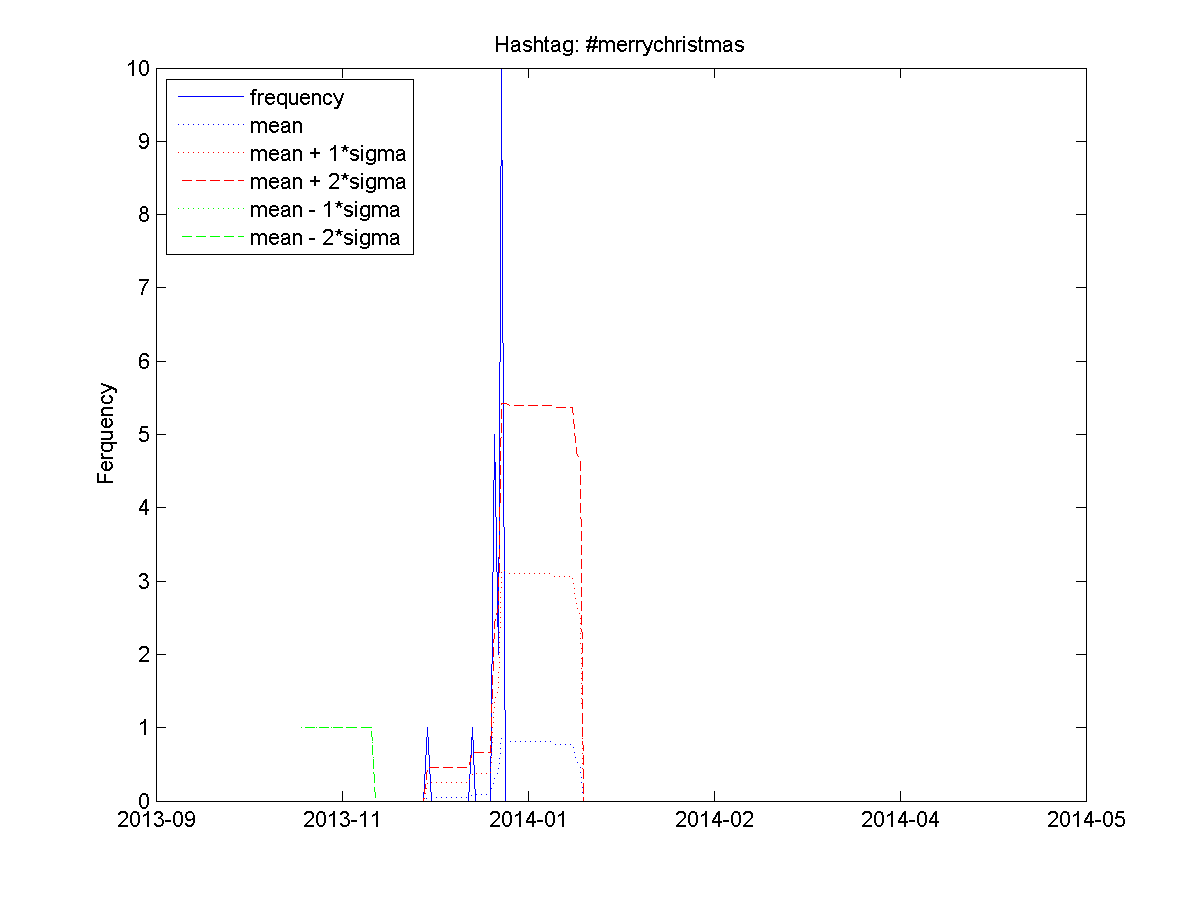 Hashtag: #merrychristmas
10
9
8
7
6
5
4
3
2
1
0
frequency
mean
mean + 1*sigma
mean + 2*sigma
mean - 1*sigma
mean - 2*sigma
Ferquency
2013-09
2013-11
2014-01
2014-02
2014-04
2014-05